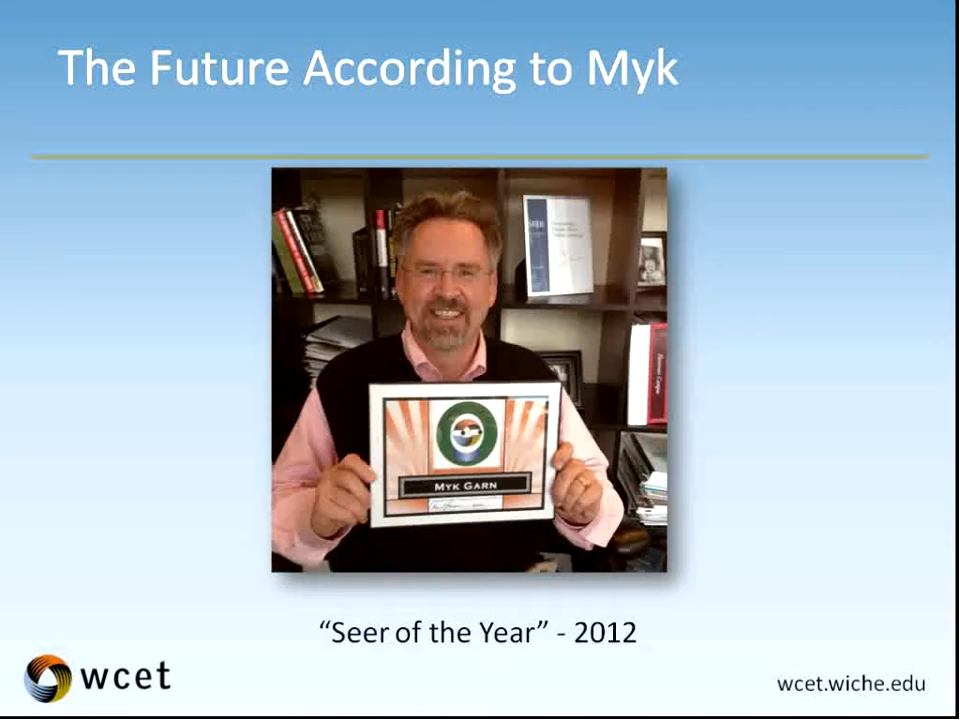 The Future According to Myk
MYK GARN
“Seer of the Year” - 2012
wcet
wcet.wiche.edu